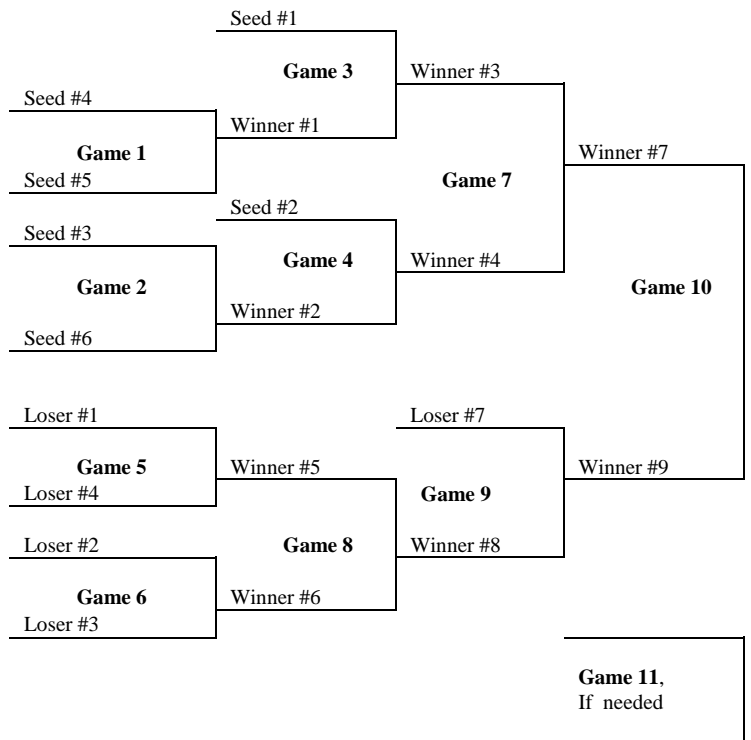 Seed #1
Game 3
Winner #3
Seed #4
Winner #1
Game 1
Winner #7
Seed #5
Game 7
Seed #2
Seed #3
Game 4
Winner #4
Game 2
Game 10
Winner #2
Seed #6
Loser #1
Loser #7
Game 5
Winner #5
Winner #9
Loser #4
Game 9
Loser #2
Game 8
Winner #8
Game 6
Winner #6
Loser #3
Game 11,
If needed